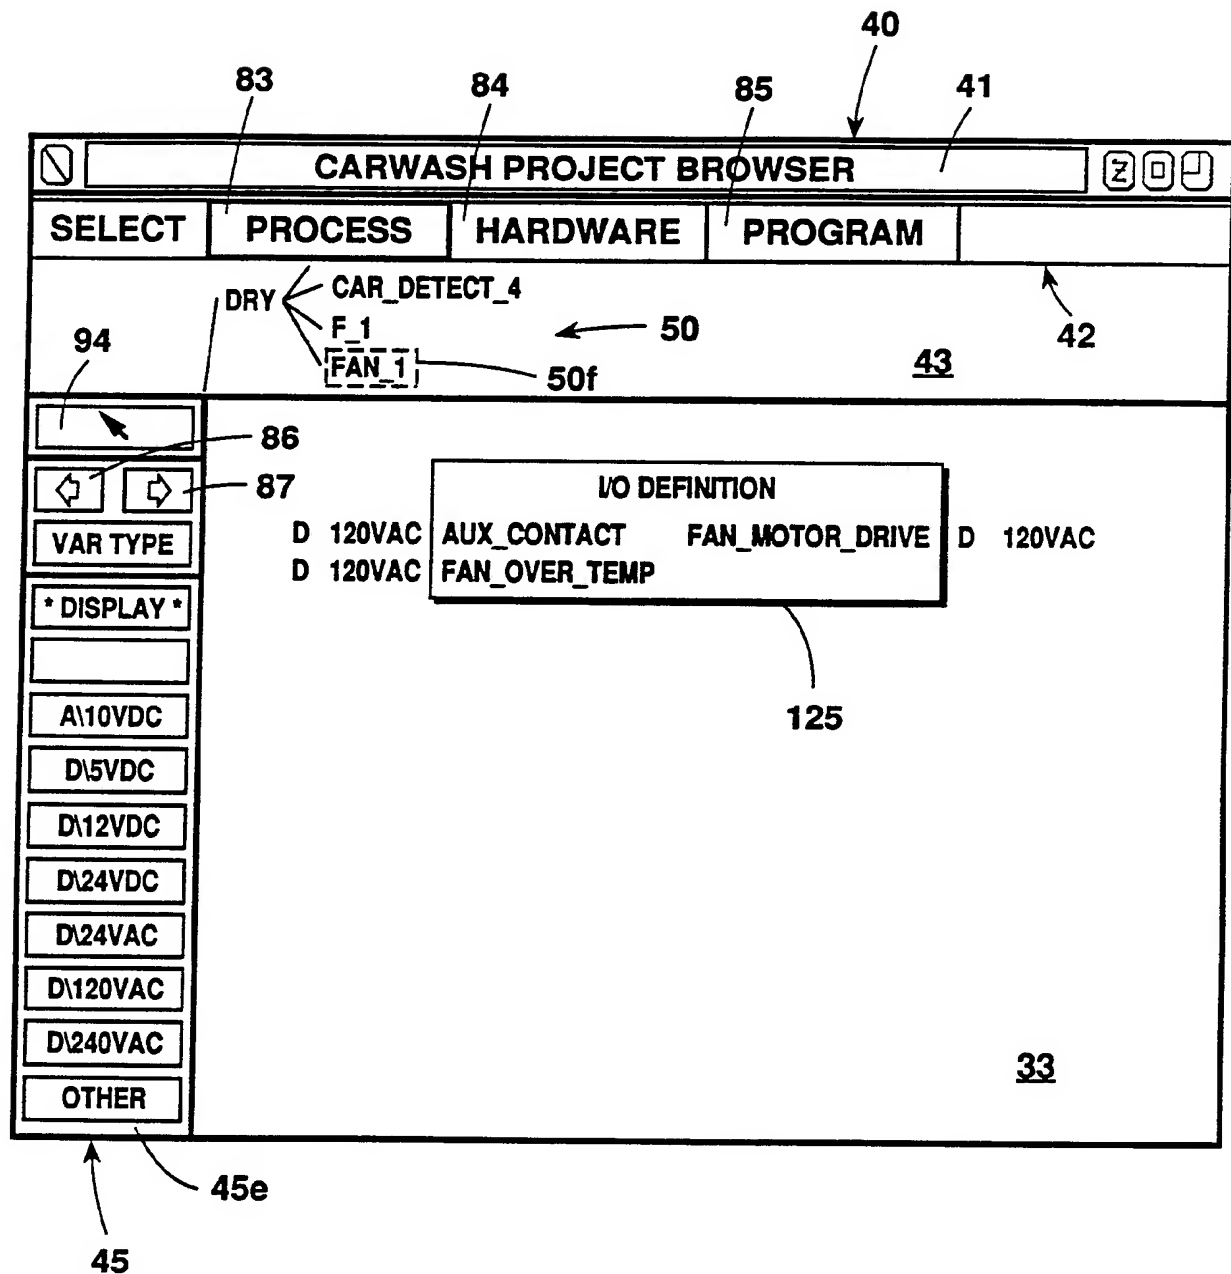 40
83 84 85 41
CARWASH PROJECT BROWSER
SELECT PROCESS HARDWARE PROGRAM
DRY CAR_DETECT_4
F_1
FAN_1
50
50f
43
42
94
86
87
VAR TYPE
* DISPLAY *
A\10VDC
D\5VDC
D\12VDC
D\24VDC
D\24VAC
D\120VAC
D\240VAC
OTHER
I/O DEFINITION
D 120VAC AUX_CONTACT FAN_MOTOR_DRIVE D 120VAC
D 120VAC FAN_OVER_TEMP
125
33
45e
45